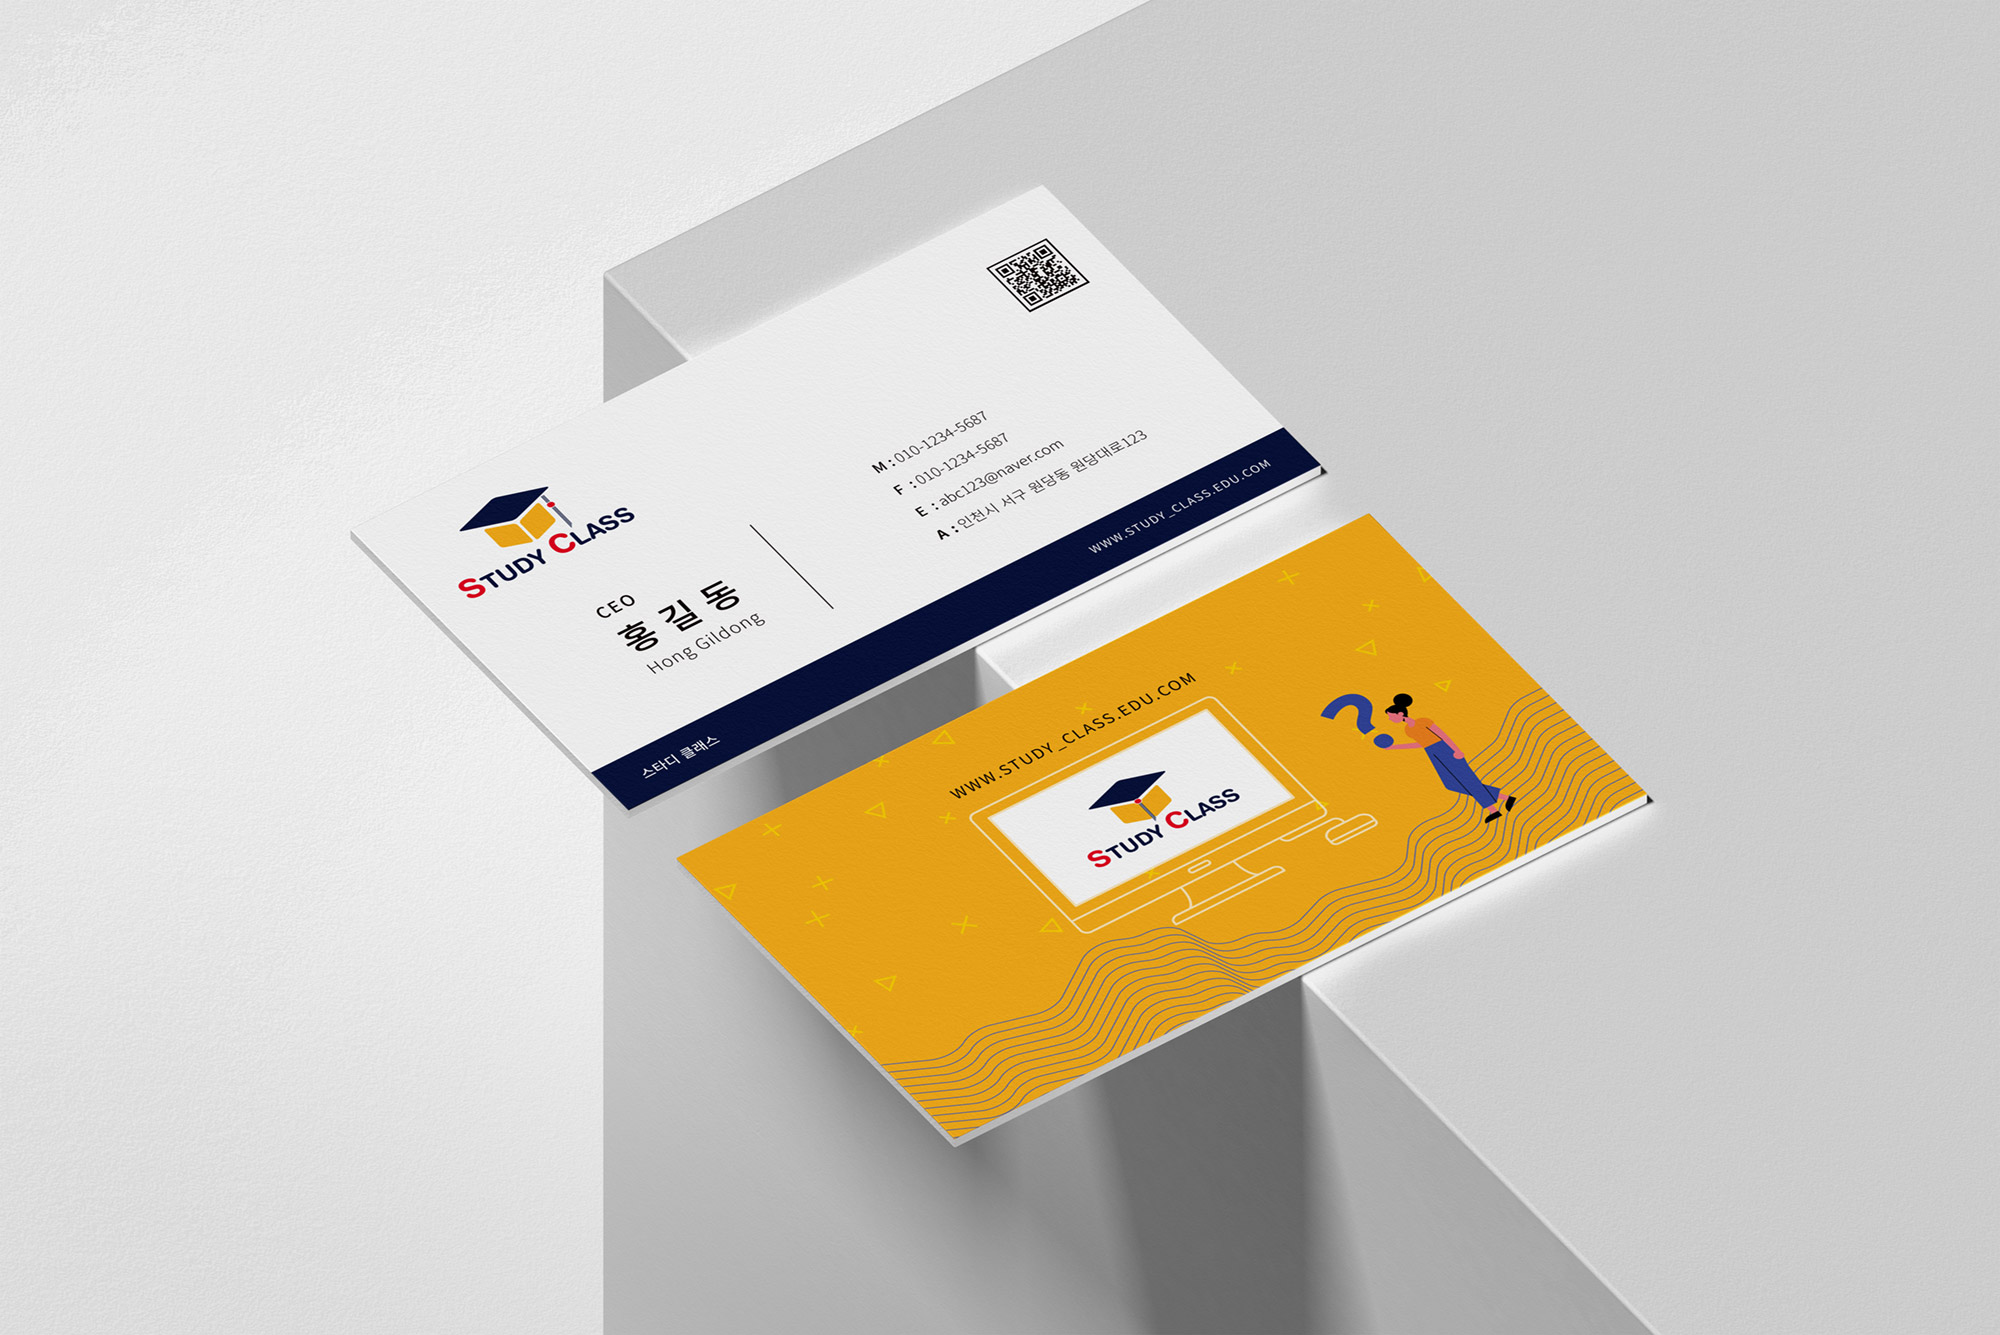 STUDY CLASS
CEO
홍길동
Hong Gildong
M : 010-1234-5687
F : 010-1234-5687
E : abc123@naver.com
A : 인천시 서구 원당동 원당대로123
스타디 클래스
WWW.STUDY_CLASS.EDU.COM
WWW.STUDY_CLASS.EDU.COM
STUDY CLASS
?